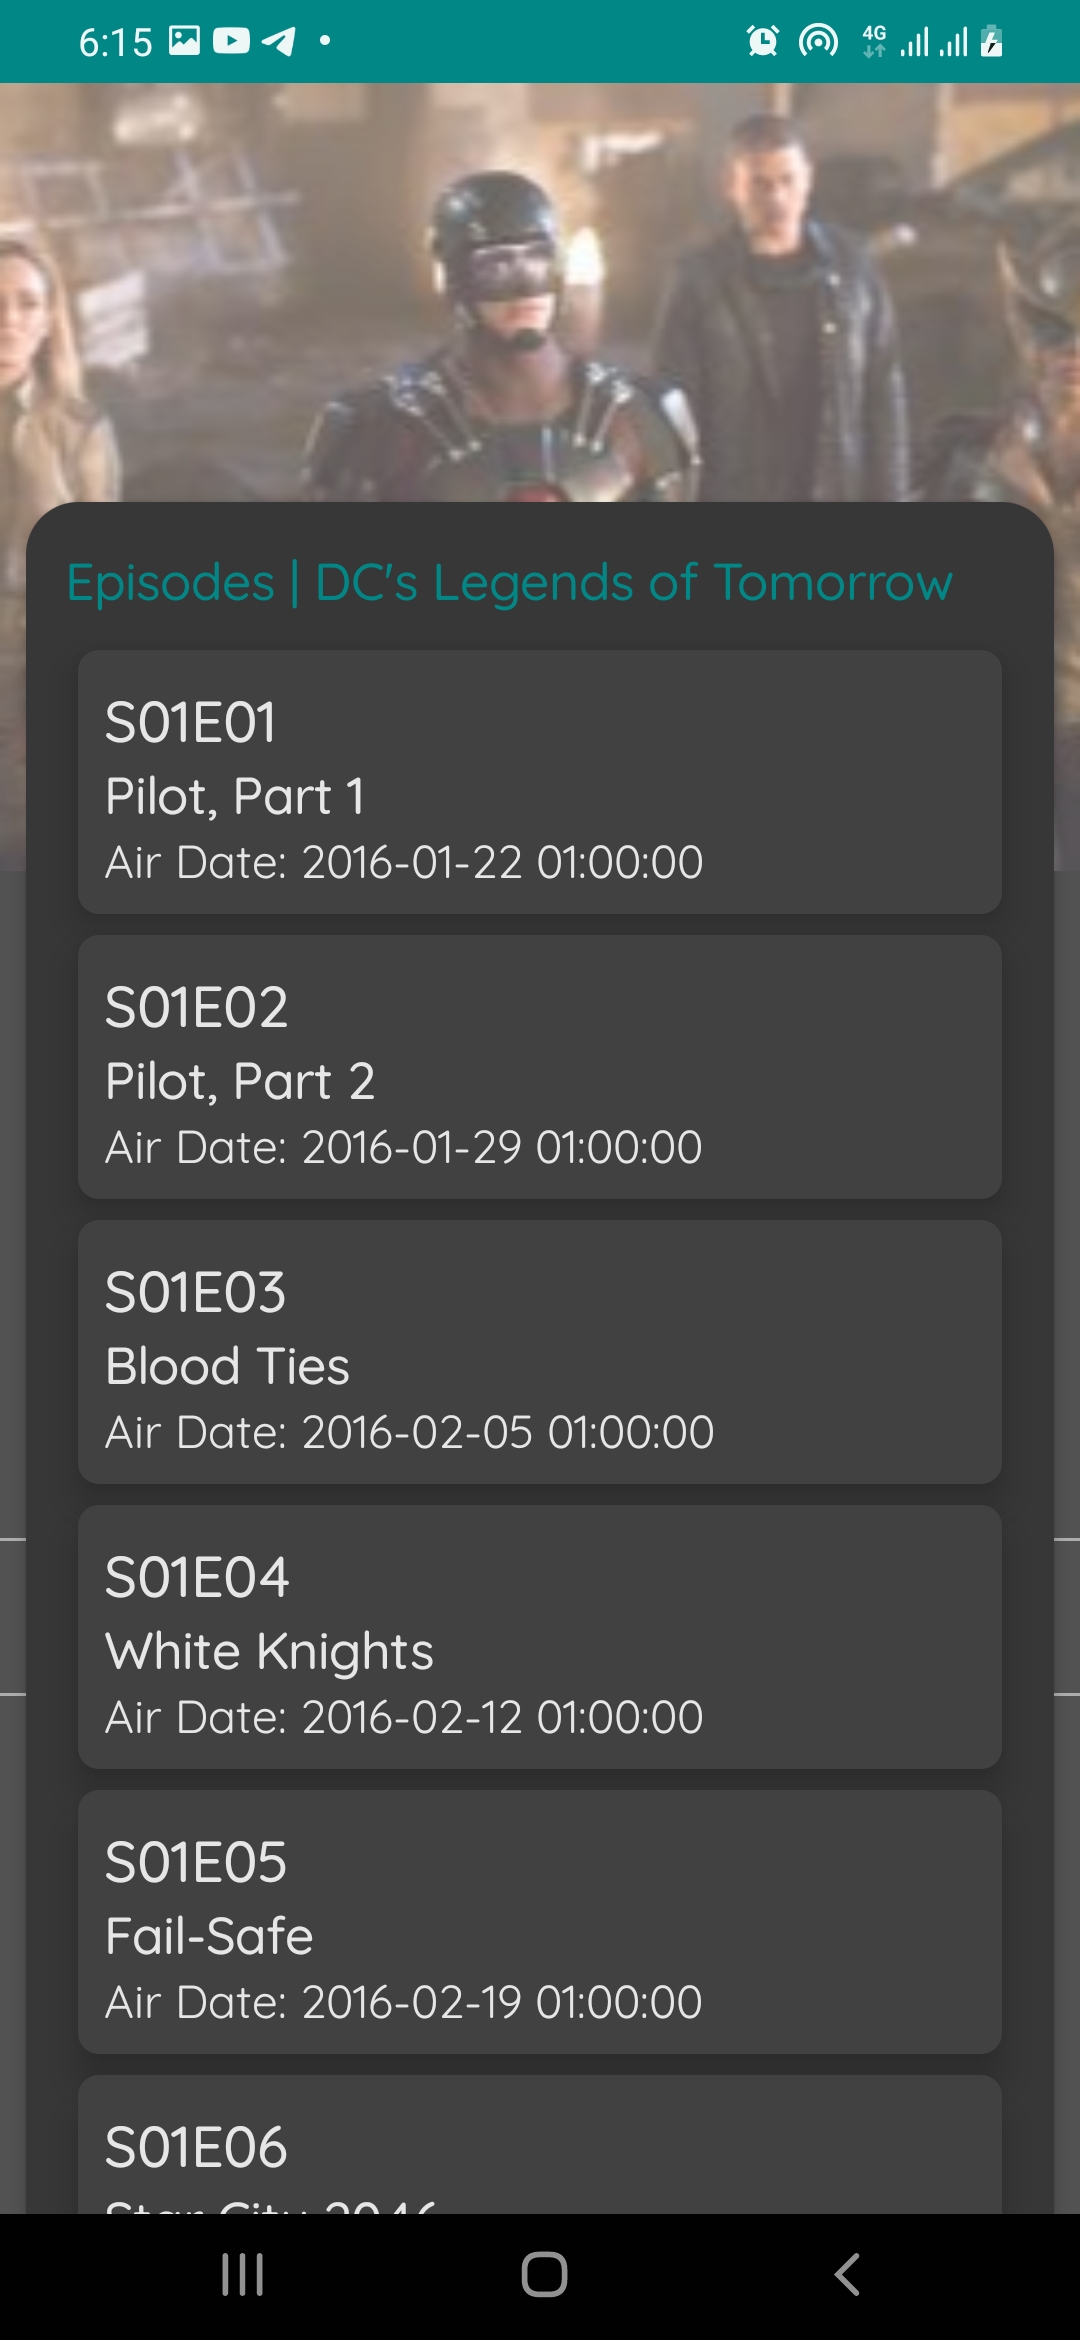 6:15
4G
Episodes | DC's Legends of Tomorrow
S01E01
Pilot, Part 1
Air Date: 2016-01-22 01:00:00
S01E02
Pilot, Part 2
Air Date: 2016-01-29 01:00:00
S01E03
Blood Ties
Air Date: 2016-02-05 01:00:00
S01E04
White Knights
Air Date: 2016-02-12 01:00:00
S01E05
Fail-Safe
Air Date: 2016-02-19 01:00:00
S01E06
Star City 2046